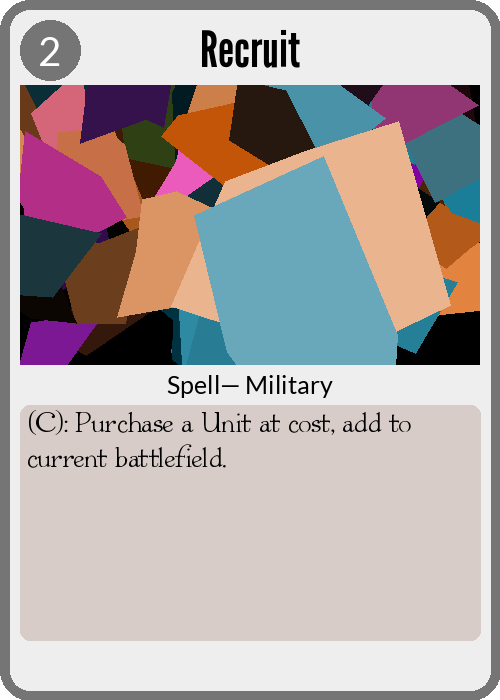 2
Recruit
Spell— Military
(C): Purchase a Unit at cost, add to
current battlefield.